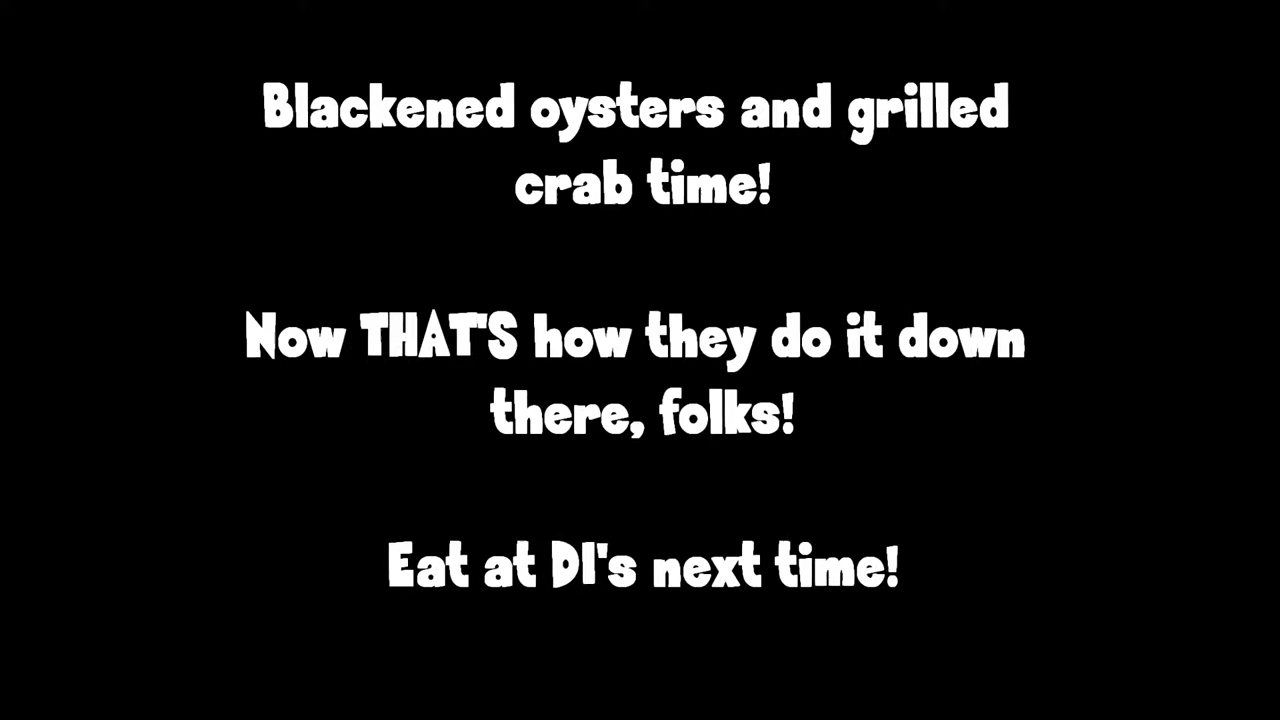 Blackened oysters and grilled
crab time!
Now THAT'S how they do it down
there, folks!
Eat at DI's next time!